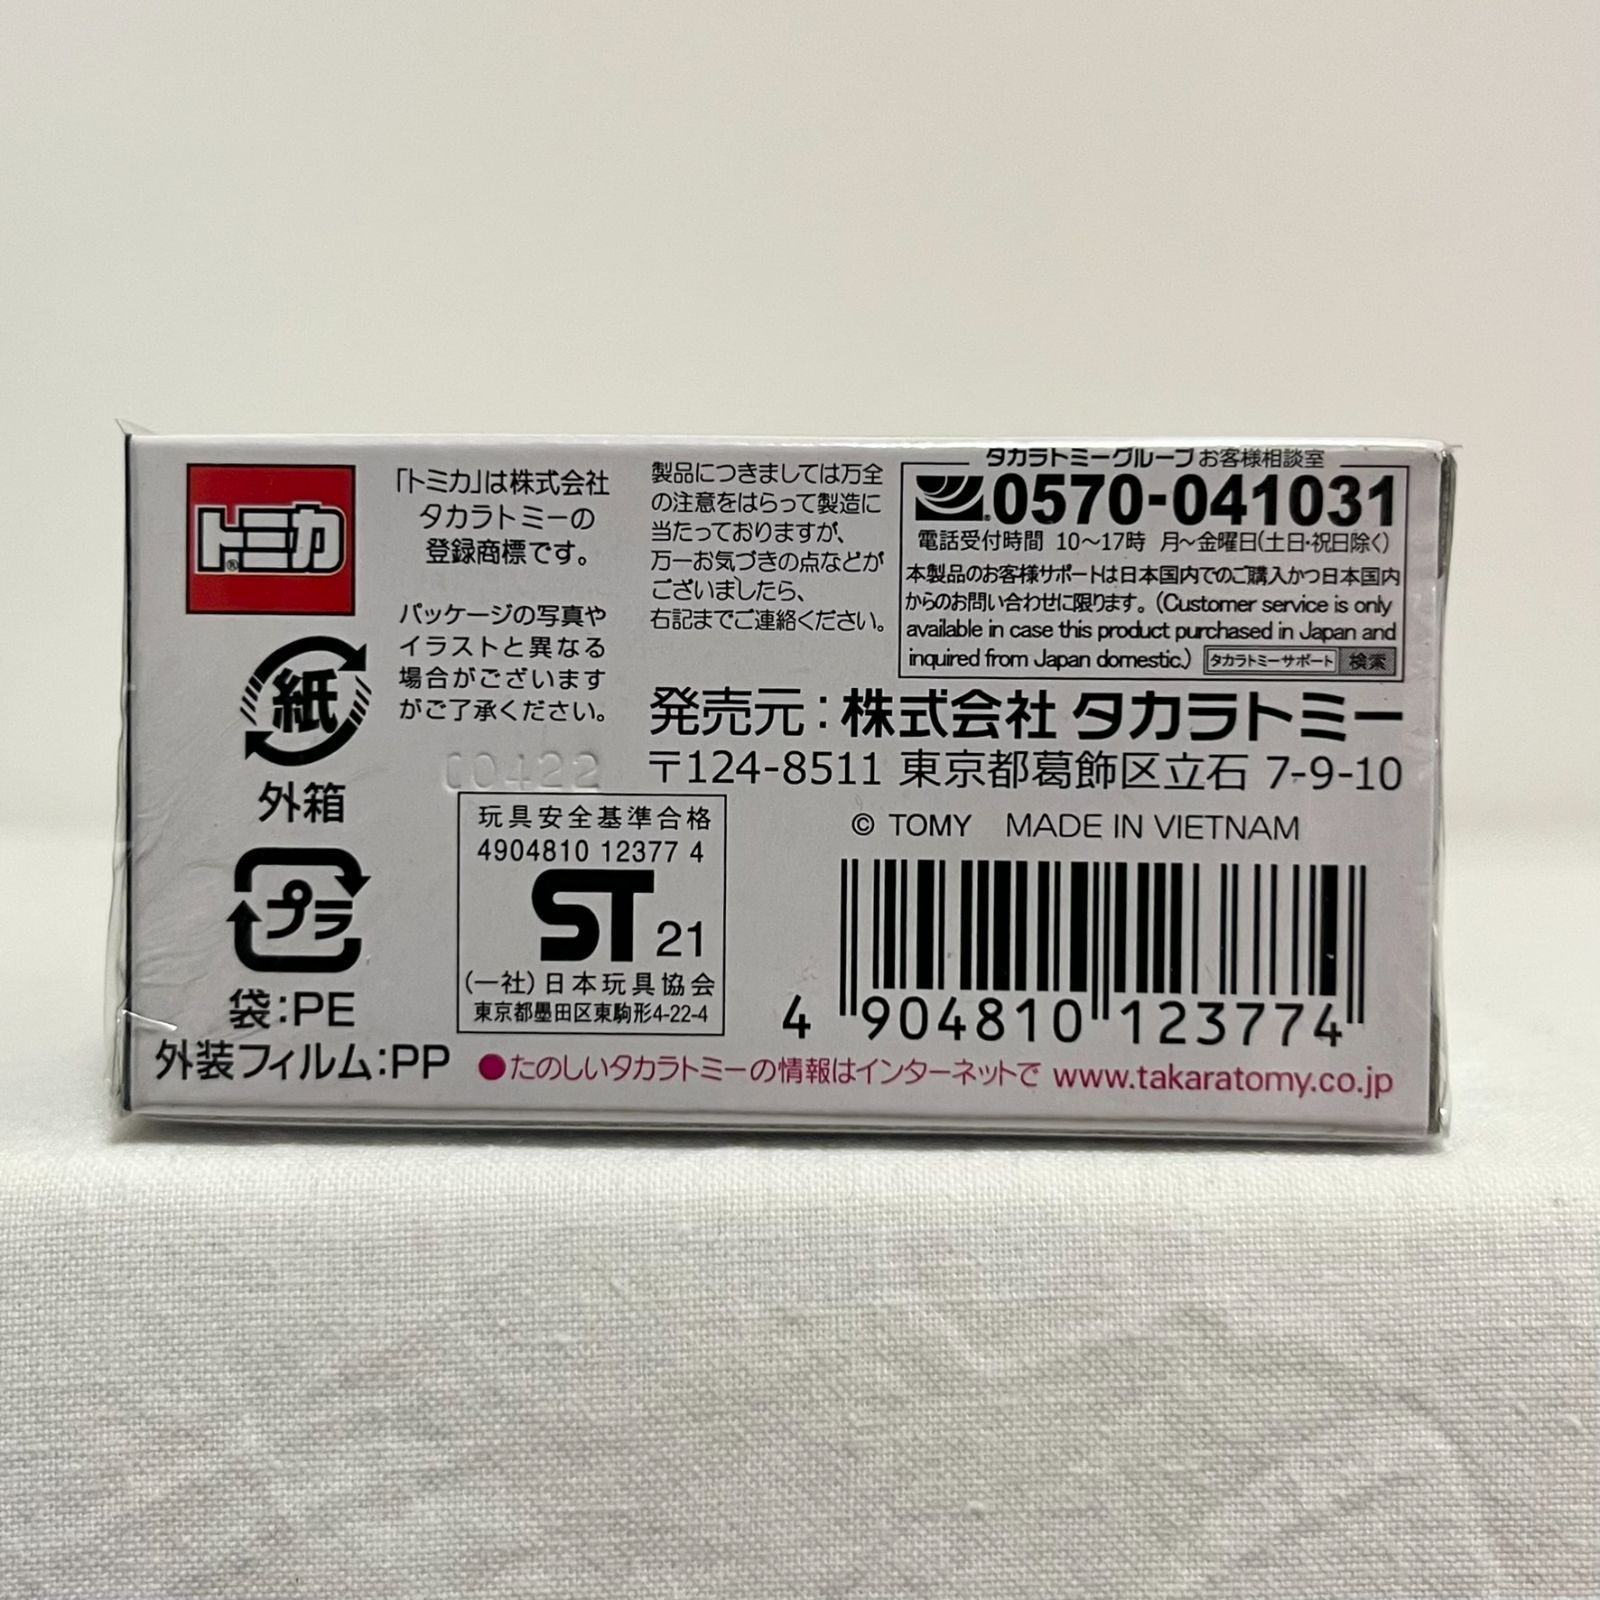 トミカ®
「トミカ」は株式会社
タカラトミーの
登録商標です。
パッケージの写真や
イラストと異なる
場合がございます
がご了承ください。
製品につきましては万全
の注意をはらって製造に
当たっておりますが、
万一お気づきの点などが
ございましたら、
右記までご連絡ください。
タカラトミーグループ お客様相談室
0570-041031
電話受付時間 10〜17時 月〜金曜日(土日・祝日除く)
本製品のお客様サポートは日本国内でのご購入かつ日本国内
からのお問い合わせに限ります。(Customer service is only
available in case this product purchased in Japan and
inquired from Japan domestic.) タカラトミーサポート 検索
紙
外箱
プラ
袋:PE
外装フィルム:PP
C0422
発売元:株式会社 タカラトミー
〒124-8511 東京都葛飾区立石 7-9-10
© TOMY MADE IN VIETNAM
玩具安全基準合格
4904810 12377 4
ST 21
(一社)日本玩具協会
東京都墨田区東駒形4-22-4
4 904810 123774
●たのしいタカラトミーの情報はインターネットで www.takaratomy.co.jp